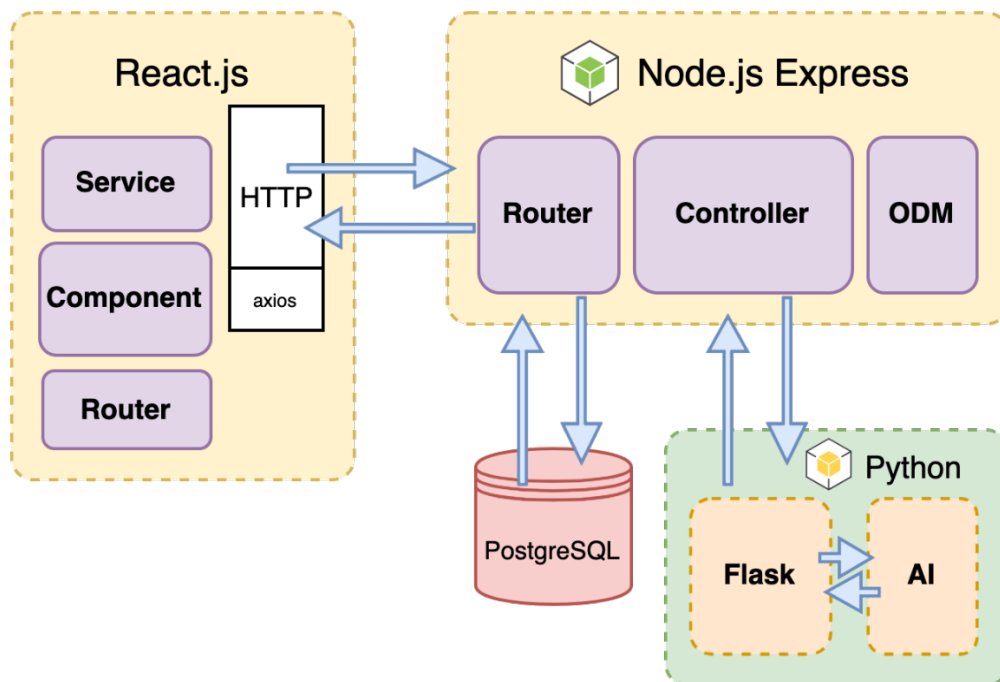 React.js
Service
Component
Router
HTTP
axios
Node.js Express
Router
Controller
ODM
PostgreSQL
Python
Flask
AI